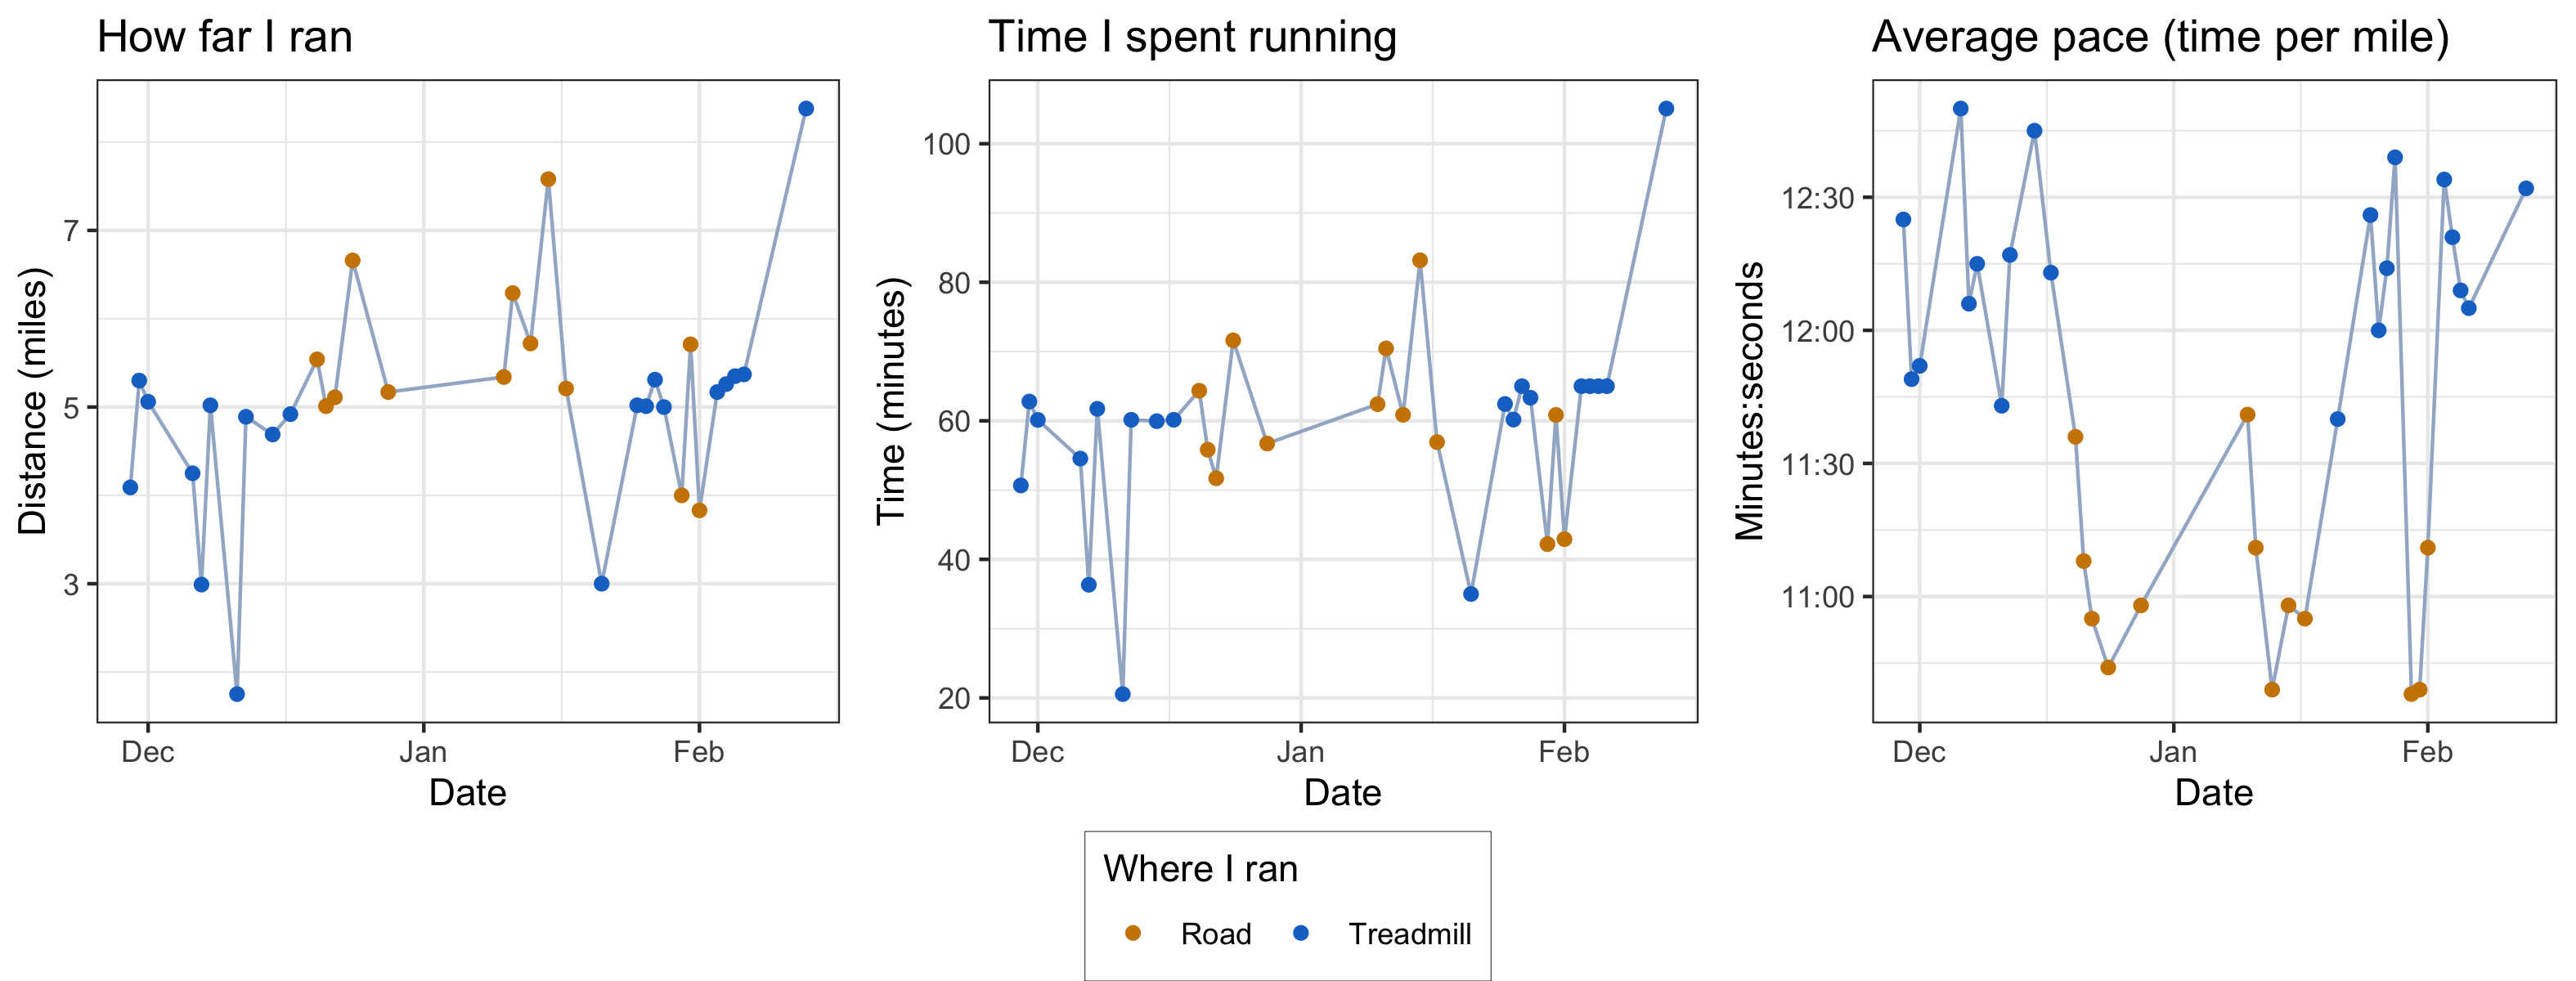 How far I ran
Distance (miles)
7
5
3
Dec Jan Feb
Date
Time I spent running
Time (minutes)
100
80
60
40
20
Dec Jan Feb
Date
Average pace (time per mile)
Minutes:seconds
12:30
12:00
11:30
11:00
Dec Jan Feb
Date
Where I ran
Road Treadmill